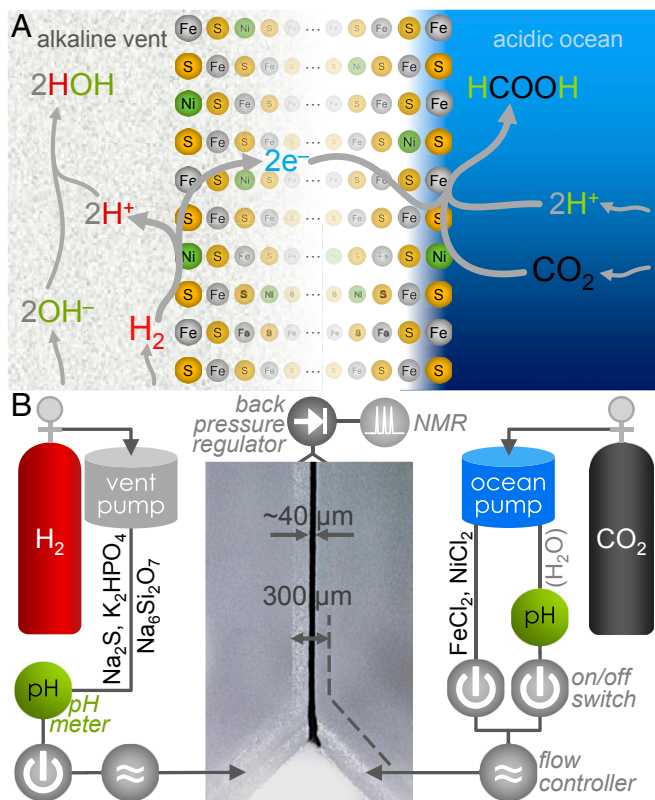 A
alkaline vent
acidic ocean
Fe S Ni S ... S Fe
S Fe S Fe ... Ni S Fe S
Ni S Fe S ... Fe S Fe
S Fe S Fe ... S Ni S
Fe S Ni S ... Fe S Fe
S Fe S Fe ... S Fe S
Ni S Fe S ... Fe S Ni
S Fe S Ni S ... S Ni S Fe S
Fe S Fe S ... S Fe S Fe
S Fe S Fe ... S Fe S
2HOH
HCOOH
2e⁻
2H⁺
2H⁺
CO₂
2OH⁻
H₂
B
back
pressure
regulator
NMR
vent
pump
ocean
pump
H₂
CO₂
Na₂S, K₂HPO₄
Na₆Si₂O₇
FeCl₂, NiCl₂
(H₂O)
~40 µm
300 µm
pH
pH
meter
pH
on/off
switch
≈
≈
flow
controller